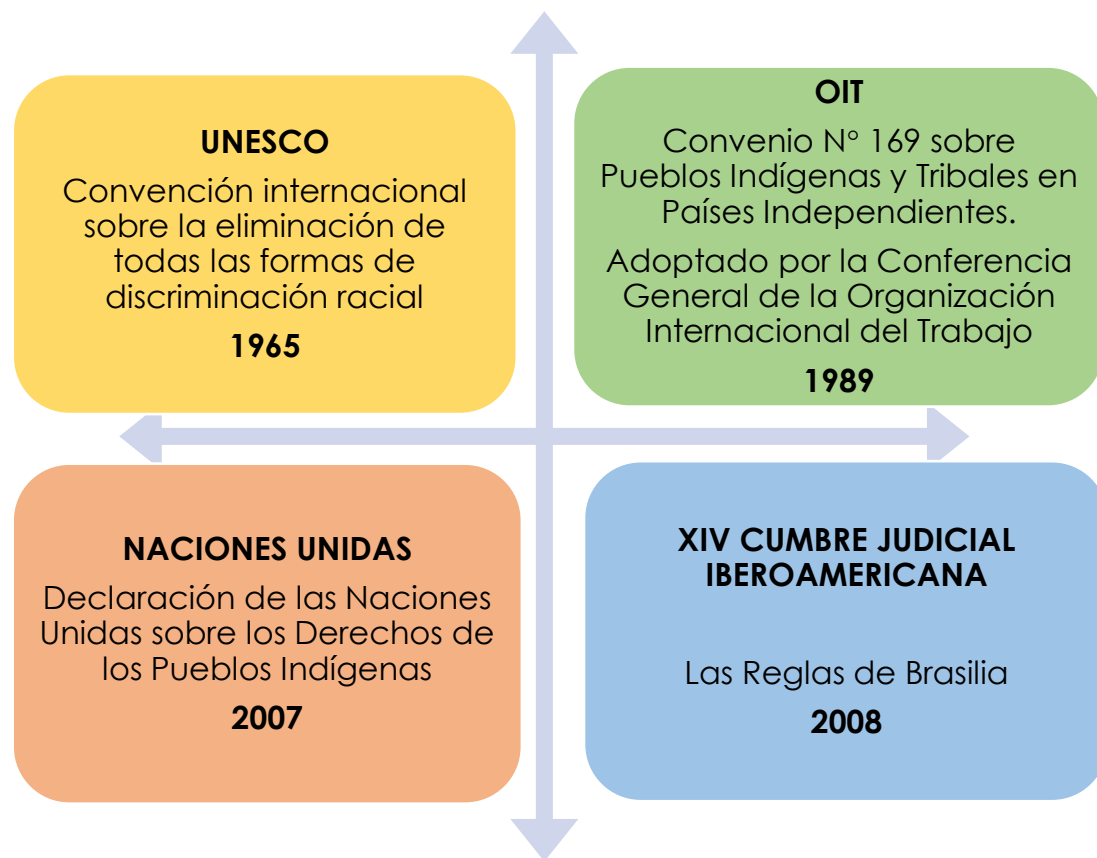 UNESCO
Convención internacional
sobre la eliminación de
todas las formas de
discriminación racial
1965
OIT
Convenio N° 169 sobre
Pueblos Indígenas y Tribales en
Países Independientes.
Adoptado por la Conferencia
General de la Organización
Internacional del Trabajo
1989
NACIONES UNIDAS
Declaración de las Naciones
Unidas sobre los Derechos de
los Pueblos Indígenas
2007
XIV CUMBRE JUDICIAL
IBEROAMERICANA
Las Reglas de Brasilia
2008